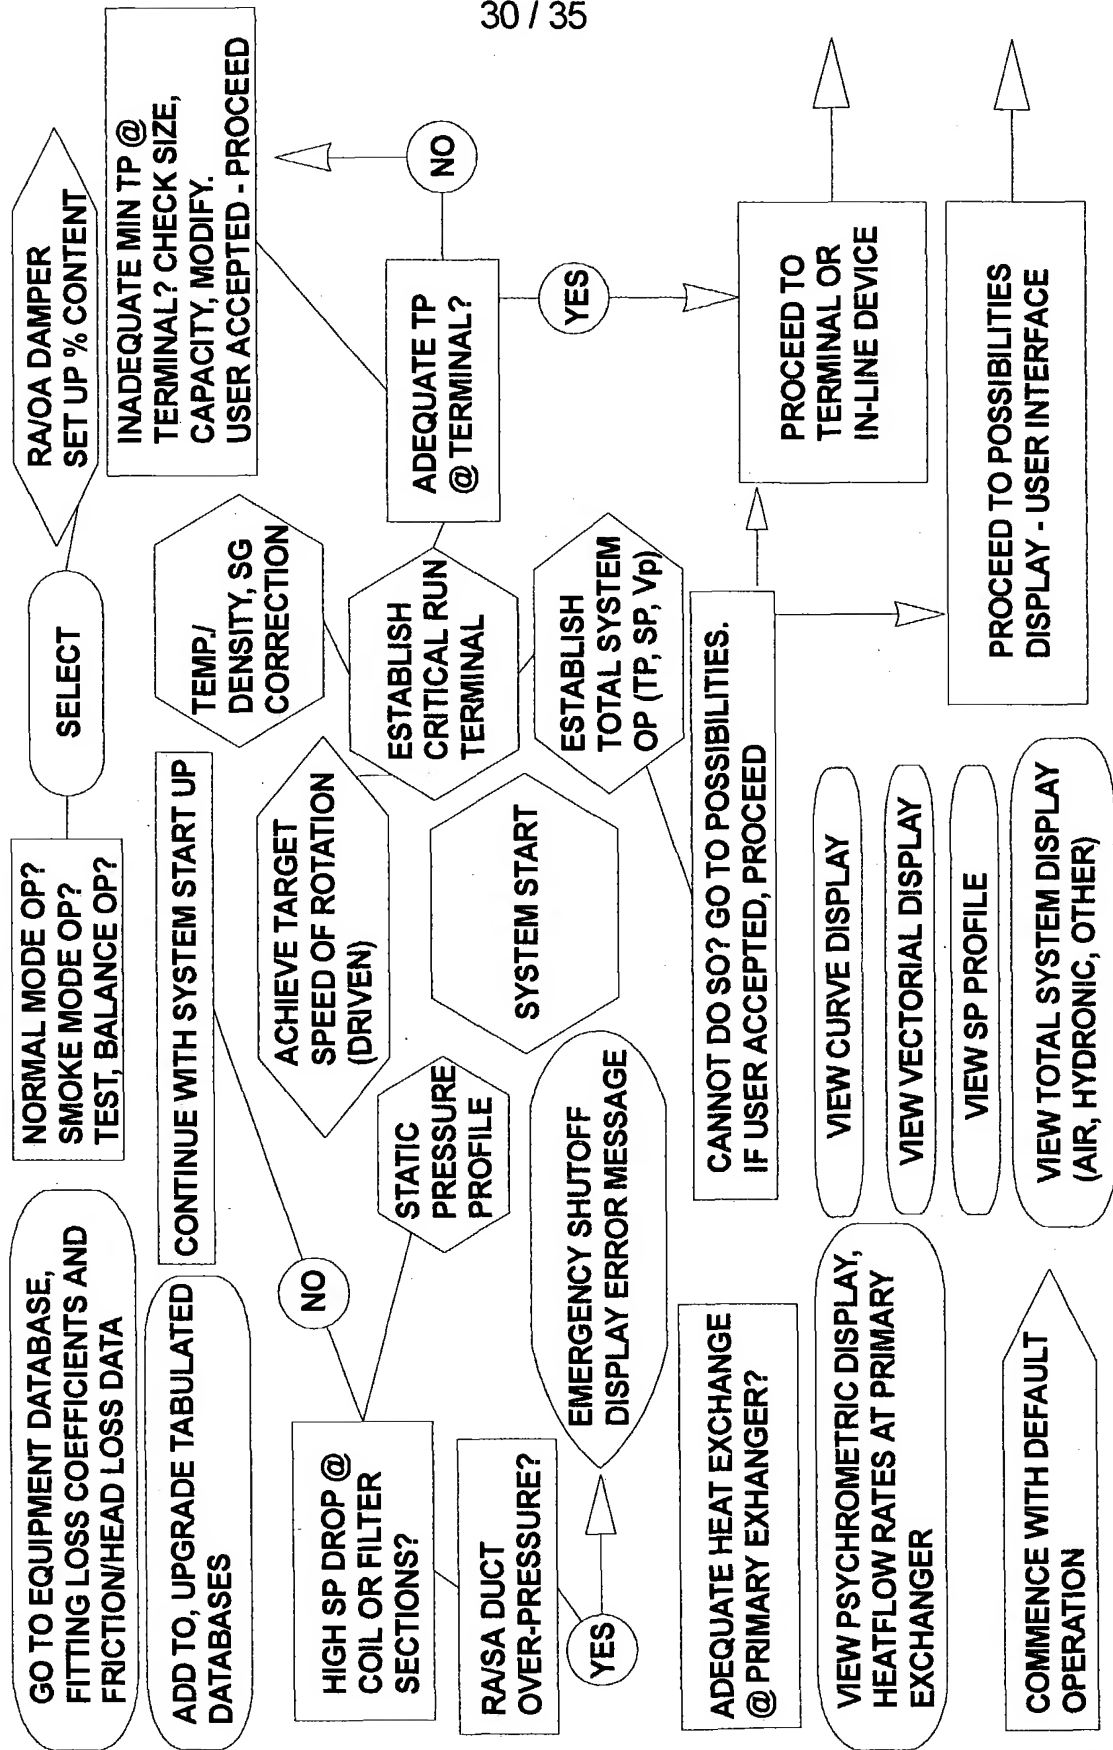 30 / 35
GO TO EQUIPMENT DATABASE,
FITTING LOSS COEFFICIENTS AND
FRICTION/HEAD LOSS DATA
NORMAL MODE OP?
SMOKE MODE OP?
TEST, BALANCE OP?
SELECT
RA/OA DAMPER
SET UP % CONTENT
ADD TO, UPGRADE TABULATED
DATABASES
CONTINUE WITH SYSTEM START UP
TEMP./
DENSITY, SG
CORRECTION
INADEQUATE MIN TP @
TERMINAL? CHECK SIZE,
CAPACITY, MODIFY.
USER ACCEPTED - PROCEED
NO
ACHIEVE TARGET
SPEED OF ROTATION
(DRIVEN)
HIGH SP DROP @
COIL OR FILTER
SECTIONS?
STATIC
PRESSURE
PROFILE
ESTABLISH
CRITICAL RUN
TERMINAL
ADEQUATE TP
@ TERMINAL?
NO
RA/SA DUCT
OVER-PRESSURE?
YES
EMERGENCY SHUTOFF
DISPLAY ERROR MESSAGE
SYSTEM START
ESTABLISH
TOTAL SYSTEM
OP (TP, SP, Vp)
YES
ADEQUATE HEAT EXCHANGE
@ PRIMARY EXHANGER?
CANNOT DO SO? GO TO POSSIBILITIES.
IF USER ACCEPTED, PROCEED
PROCEED TO
TERMINAL OR
IN-LINE DEVICE
VIEW PSYCHROMETRIC DISPLAY,
HEATFLOW RATES AT PRIMARY
EXCHANGER
VIEW CURVE DISPLAY
VIEW VECTORIAL DISPLAY
VIEW SP PROFILE
PROCEED TO POSSIBILITIES
DISPLAY - USER INTERFACE
COMMENCE WITH DEFAULT
OPERATION
VIEW TOTAL SYSTEM DISPLAY
(AIR, HYDRONIC, OTHER)